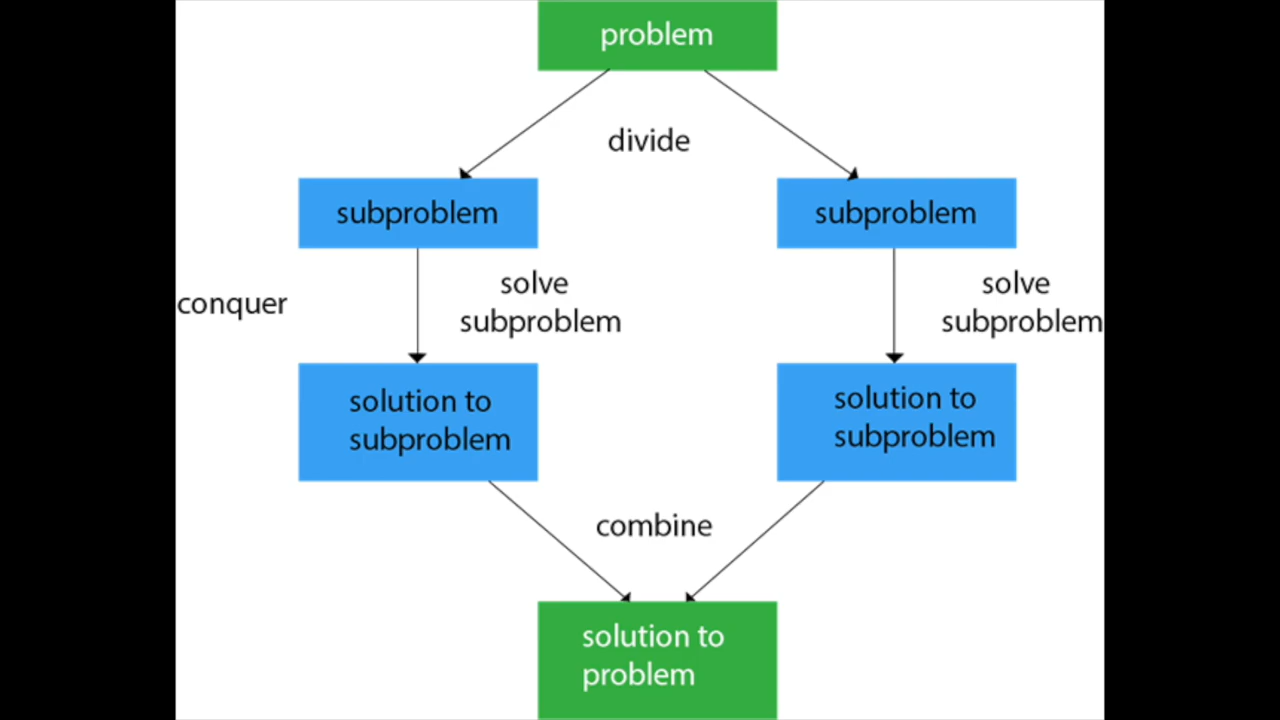 problem
divide
subproblem
subproblem
conquer
solve
subproblem
solve
subproblem
solution to
subproblem
solution to
subproblem
combine
solution to
problem